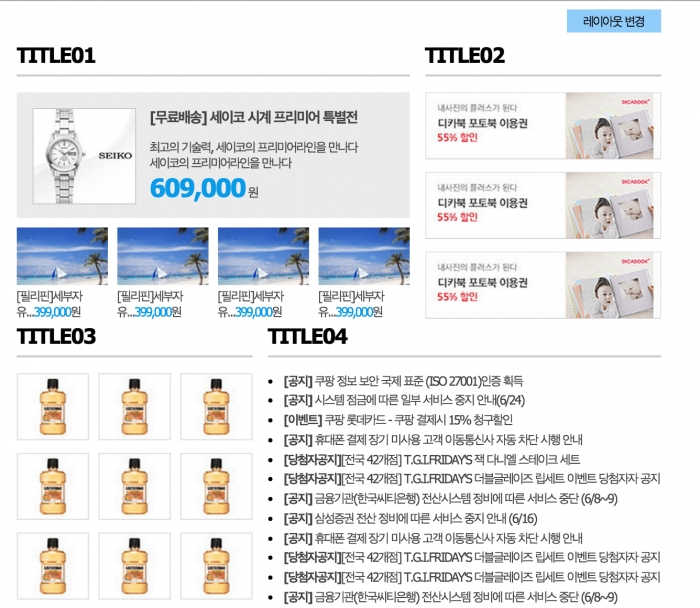 레이아웃 변경
TITLE01
[무료배송] 세이코 시계 프리미어 특별전
최고의 기술력, 세이코의 프리미어라인을 만나다
세이코의 프리미어라인을 만나다
609,000 원
SEIKO
[필리핀]세부자
유...399,000원
[필리핀]세부자
유...399,000원
[필리핀]세부자
유...399,000원
[필리핀]세부자
유...399,000원
TITLE02
내사진의 플러스가 된다
디카북 포토북 이용권
55% 할인
DICABOOK
내사진의 플러스가 된다
디카북 포토북 이용권
55% 할인
DICABOOK
내사진의 플러스가 된다
디카북 포토북 이용권
55% 할인
DICABOOK
TITLE03
LISTERINE
LISTERINE
LISTERINE
LISTERINE
LISTERINE
LISTERINE
LISTERINE
LISTERINE
LISTERINE
TITLE04
[공지] 쿠팡 정보 보안 국제 표준 (ISO 27001)인증 획득
[공지] 시스템 점금에 따른 일부 서비스 중지 안내(6/24)
[이벤트] 쿠팡 롯데카드 - 쿠팡 결제시 15% 청구할인
[공지] 휴대폰 결제 장기 미사용 고객 이동통신사 자동 차단 시행 안내
[당첨자공지][전국 42개점] T.G.I.FRIDAY'S 잭 다니엘 스테이크 세트
[당첨자공지][전국 42개점] T.G.I.FRIDAY'S 더블글레이즈 립세트 이벤트 당첨자자 공지
[공지] 금융기관(한국씨티은행) 전산시스템 정비에 따른 서비스 중단 (6/8~9)
[공지] 삼성증권 전산 정비에 따른 서비스 중지 안내 (6/16)
[공지] 휴대폰 결제 장기 미사용 고객 이동통신사 자동 차단 시행 안내
[당첨자공지][전국 42개점] T.G.I.FRIDAY'S 더블글레이즈 립세트 이벤트 당첨자자 공지
[당첨자공지][전국 42개점] T.G.I.FRIDAY'S 더블글레이즈 립세트 이벤트 당첨자자 공지
[공지] 금융기관(한국씨티은행) 전산시스템 정비에 따른 서비스 중단 (6/8~9)